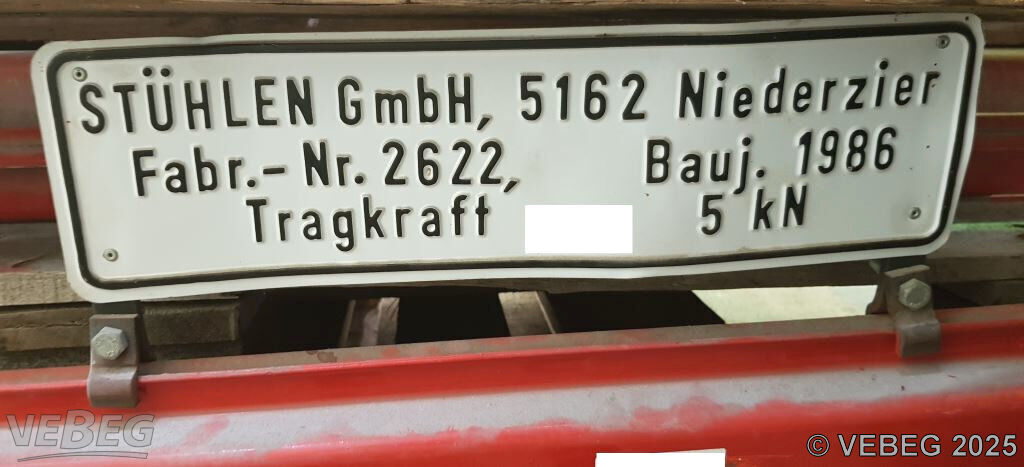 STÜHLEN GmbH, 5162 Niederzier
Fabr.-Nr. 2622, Bauj. 1986
Tragkraft 5 kN
VEBEG
© VEBEG 2025